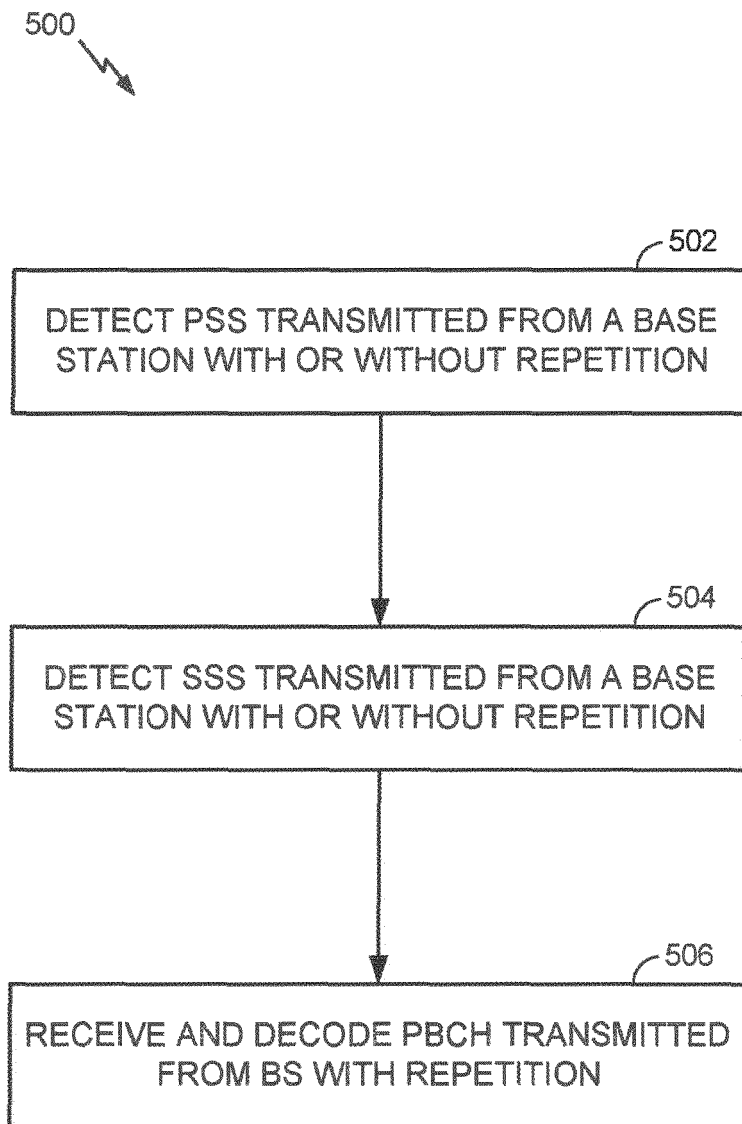 500
502
DETECT PSS TRANSMITTED FROM A BASE
STATION WITH OR WITHOUT REPETITION
504
DETECT SSS TRANSMITTED FROM A BASE
STATION WITH OR WITHOUT REPETITION
506
RECEIVE AND DECODE PBCH TRANSMITTED
FROM BS WITH REPETITION